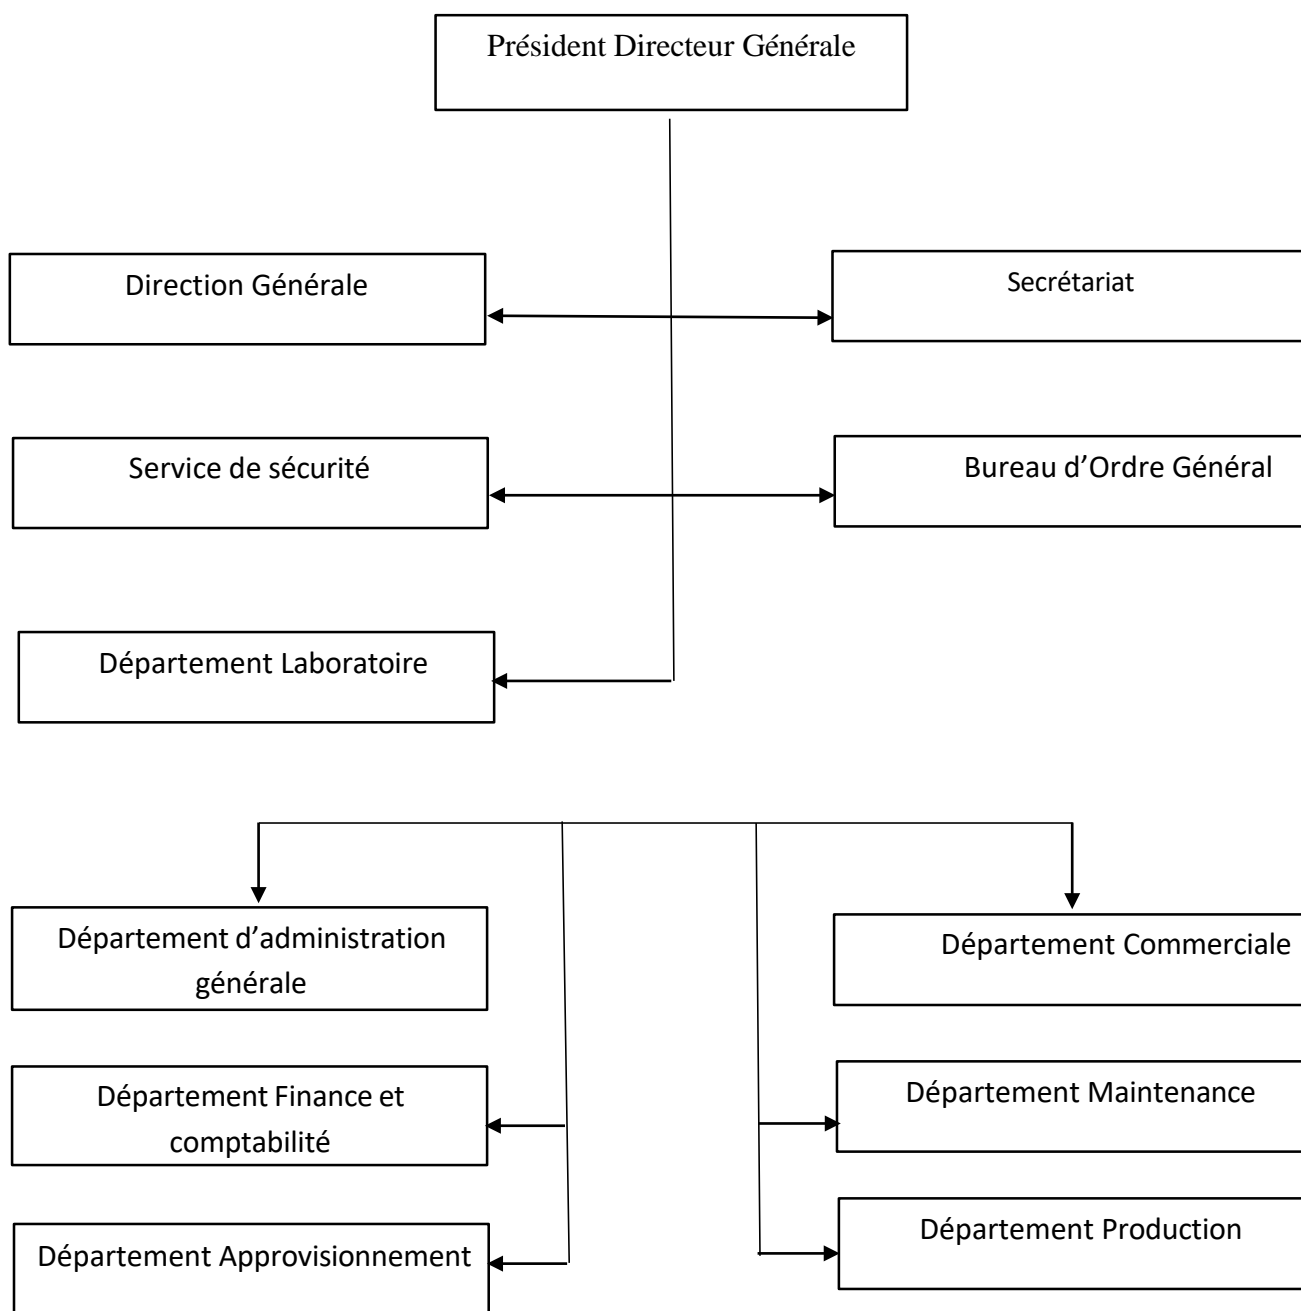 Président Directeur Générale
Direction Générale
Secrétariat
Service de sécurité
Bureau d’Ordre Général
Département Laboratoire
Département d’administration
générale
Département Commerciale
Département Finance et
comptabilité
Département Maintenance
Département Approvisionnement
Département Production